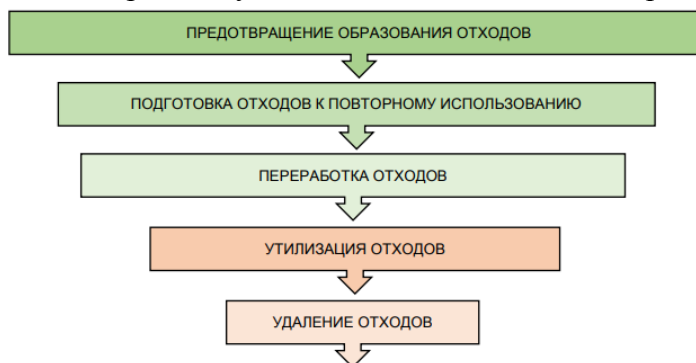 ПРЕДОТВРАЩЕНИЕ ОБРАЗОВАНИЯ ОТХОДОВ
ПОДГОТОВКА ОТХОДОВ К ПОВТОРНОМУ ИСПОЛЬЗОВАНИЮ
ПЕРЕРАБОТКА ОТХОДОВ
УТИЛИЗАЦИЯ ОТХОДОВ
УДАЛЕНИЕ ОТХОДОВ